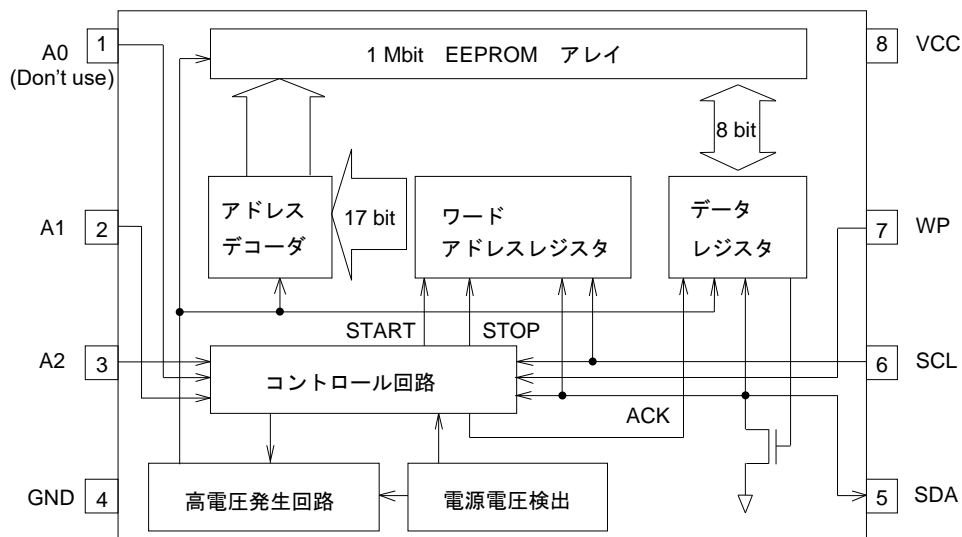 A0
(Don't use)
1
1 Mbit EEPROM アレイ
8
VCC
8 bit
A1
2
アドレス
デコーダ
17 bit
ワード
アドレスレジスタ
データ
レジスタ
7
WP
START
STOP
A2
3
コントロール回路
6
SCL
ACK
GND
4
高電圧発生回路
電源電圧検出
5
SDA